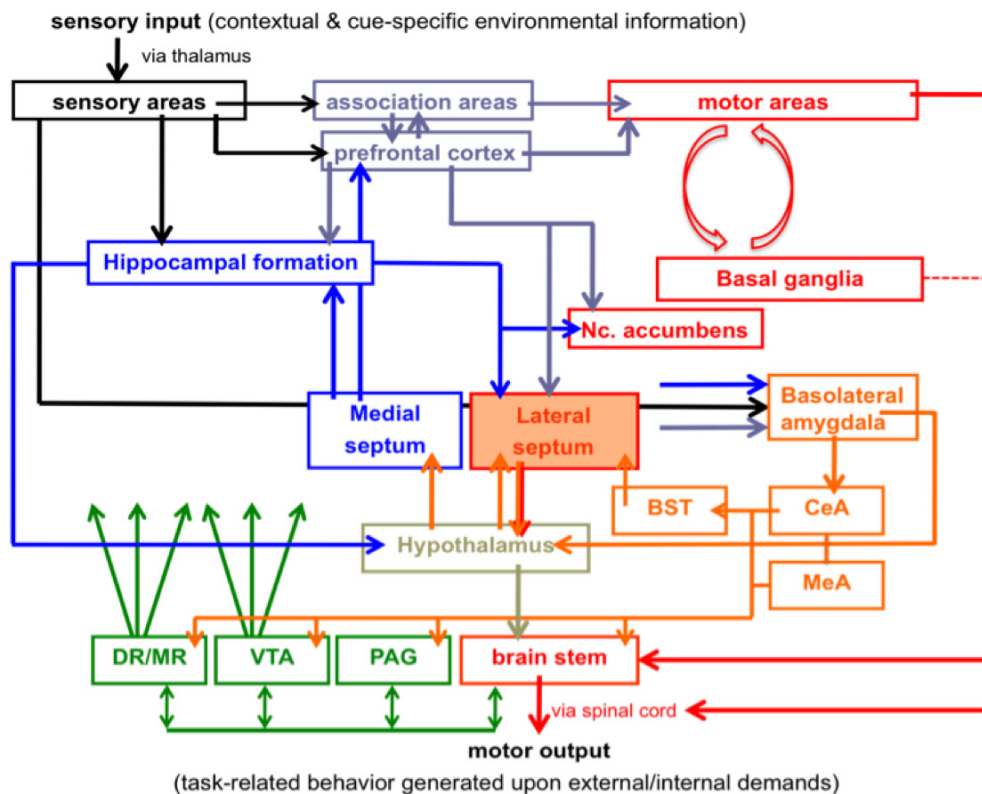 sensory input (contextual & cue-specific environmental information)
via thalamus
sensory areas
association areas
motor areas
prefrontal cortex
Hippocampal formation
Basal ganglia
Nc. accumbens
Medial
septum
Lateral
septum
Basolateral
amygdala
BST
CeA
Hypothalamus
MeA
DR/MR
VTA
PAG
brain stem
via spinal cord
motor output
(task-related behavior generated upon external/internal demands)